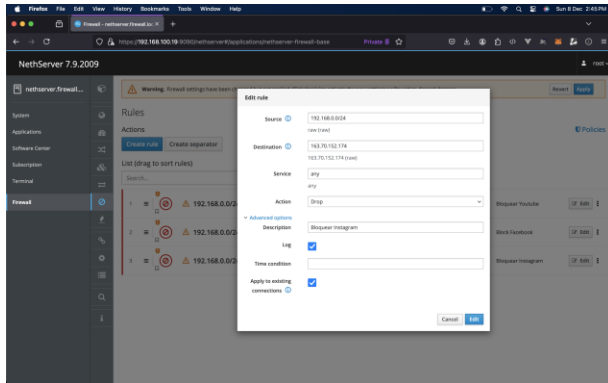 Firefox File Edit View History Bookmarks Tools Window Help
Sun 8 Dec 2:45PM
Firewall - nethserver.firewall.lo
https://192.168.100.19:9090/nethserver#/applications/nethserver-firewall-base
Private
NethServer 7.9.2009
root
nethserver.firewall...
Warning. Firewall settings have been
Revert Apply
System
Applications
Software Center
Subscription
Terminal
Firewall
Rules
Actions
Policies
Create rule Create separator
List (drag to sort rules)
Search...
1 192.168.0.0/2 Bloquear Youtube Edit
2 192.168.0.0/2 Block Facebook Edit
3 192.168.0.0/2 Bloquear Instagram Edit
Edit rule
Source 192.168.0.0/24
raw (raw)
Destination 163.70.152.174
163.70.152.174 (raw)
Service any
any
Action Drop
Advanced options
Description Bloquear Instagram
Log
Time condition
Apply to existing
connections
Cancel Edit